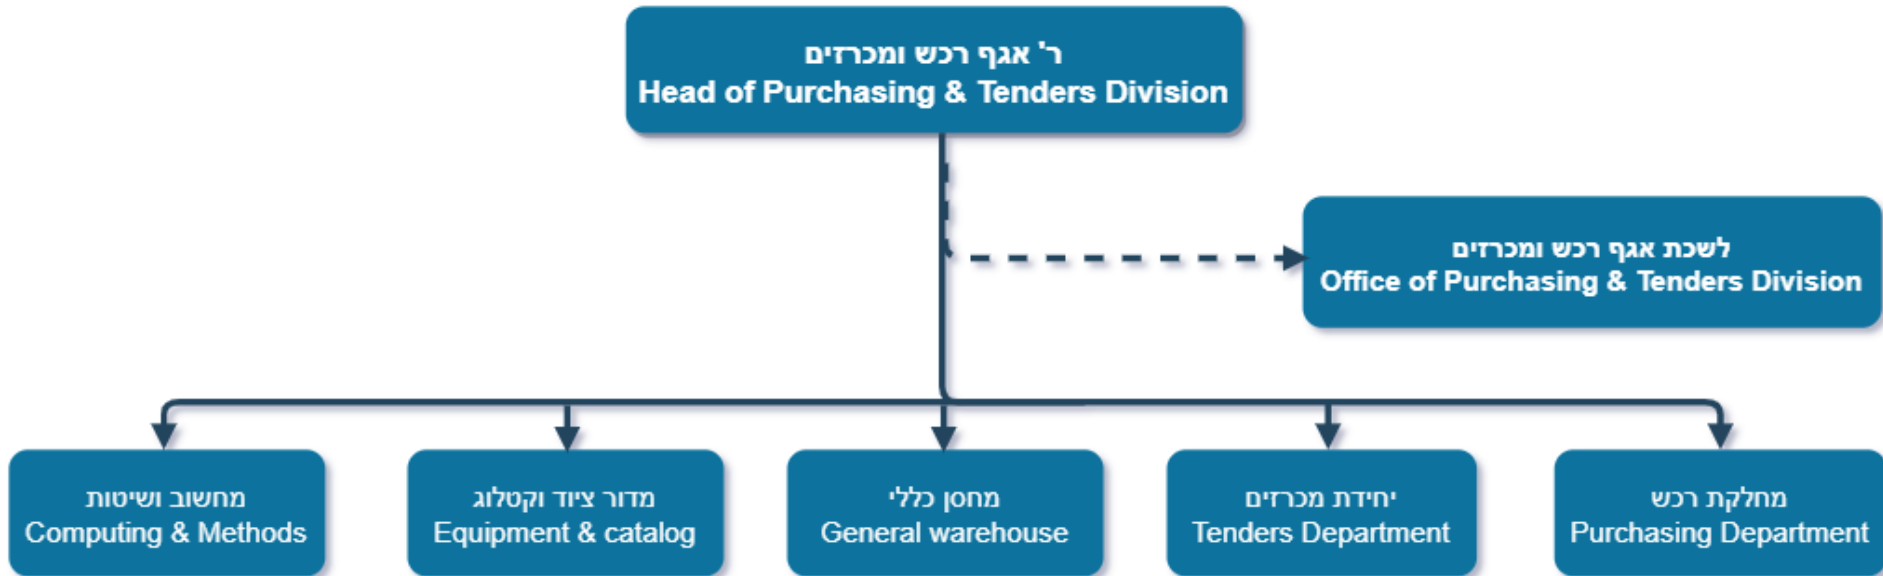 ר' אגף רכש ומכרזים
Head of Purchasing & Tenders Division
לשכת אגף רכש ומכרזים
Office of Purchasing & Tenders Division
מחשוב ושיטות
Computing & Methods
מדור ציוד וקטלוג
Equipment & catalog
מחסן כללי
General warehouse
יחידת מכרזים
Tenders Department
מחלקת רכש
Purchasing Department